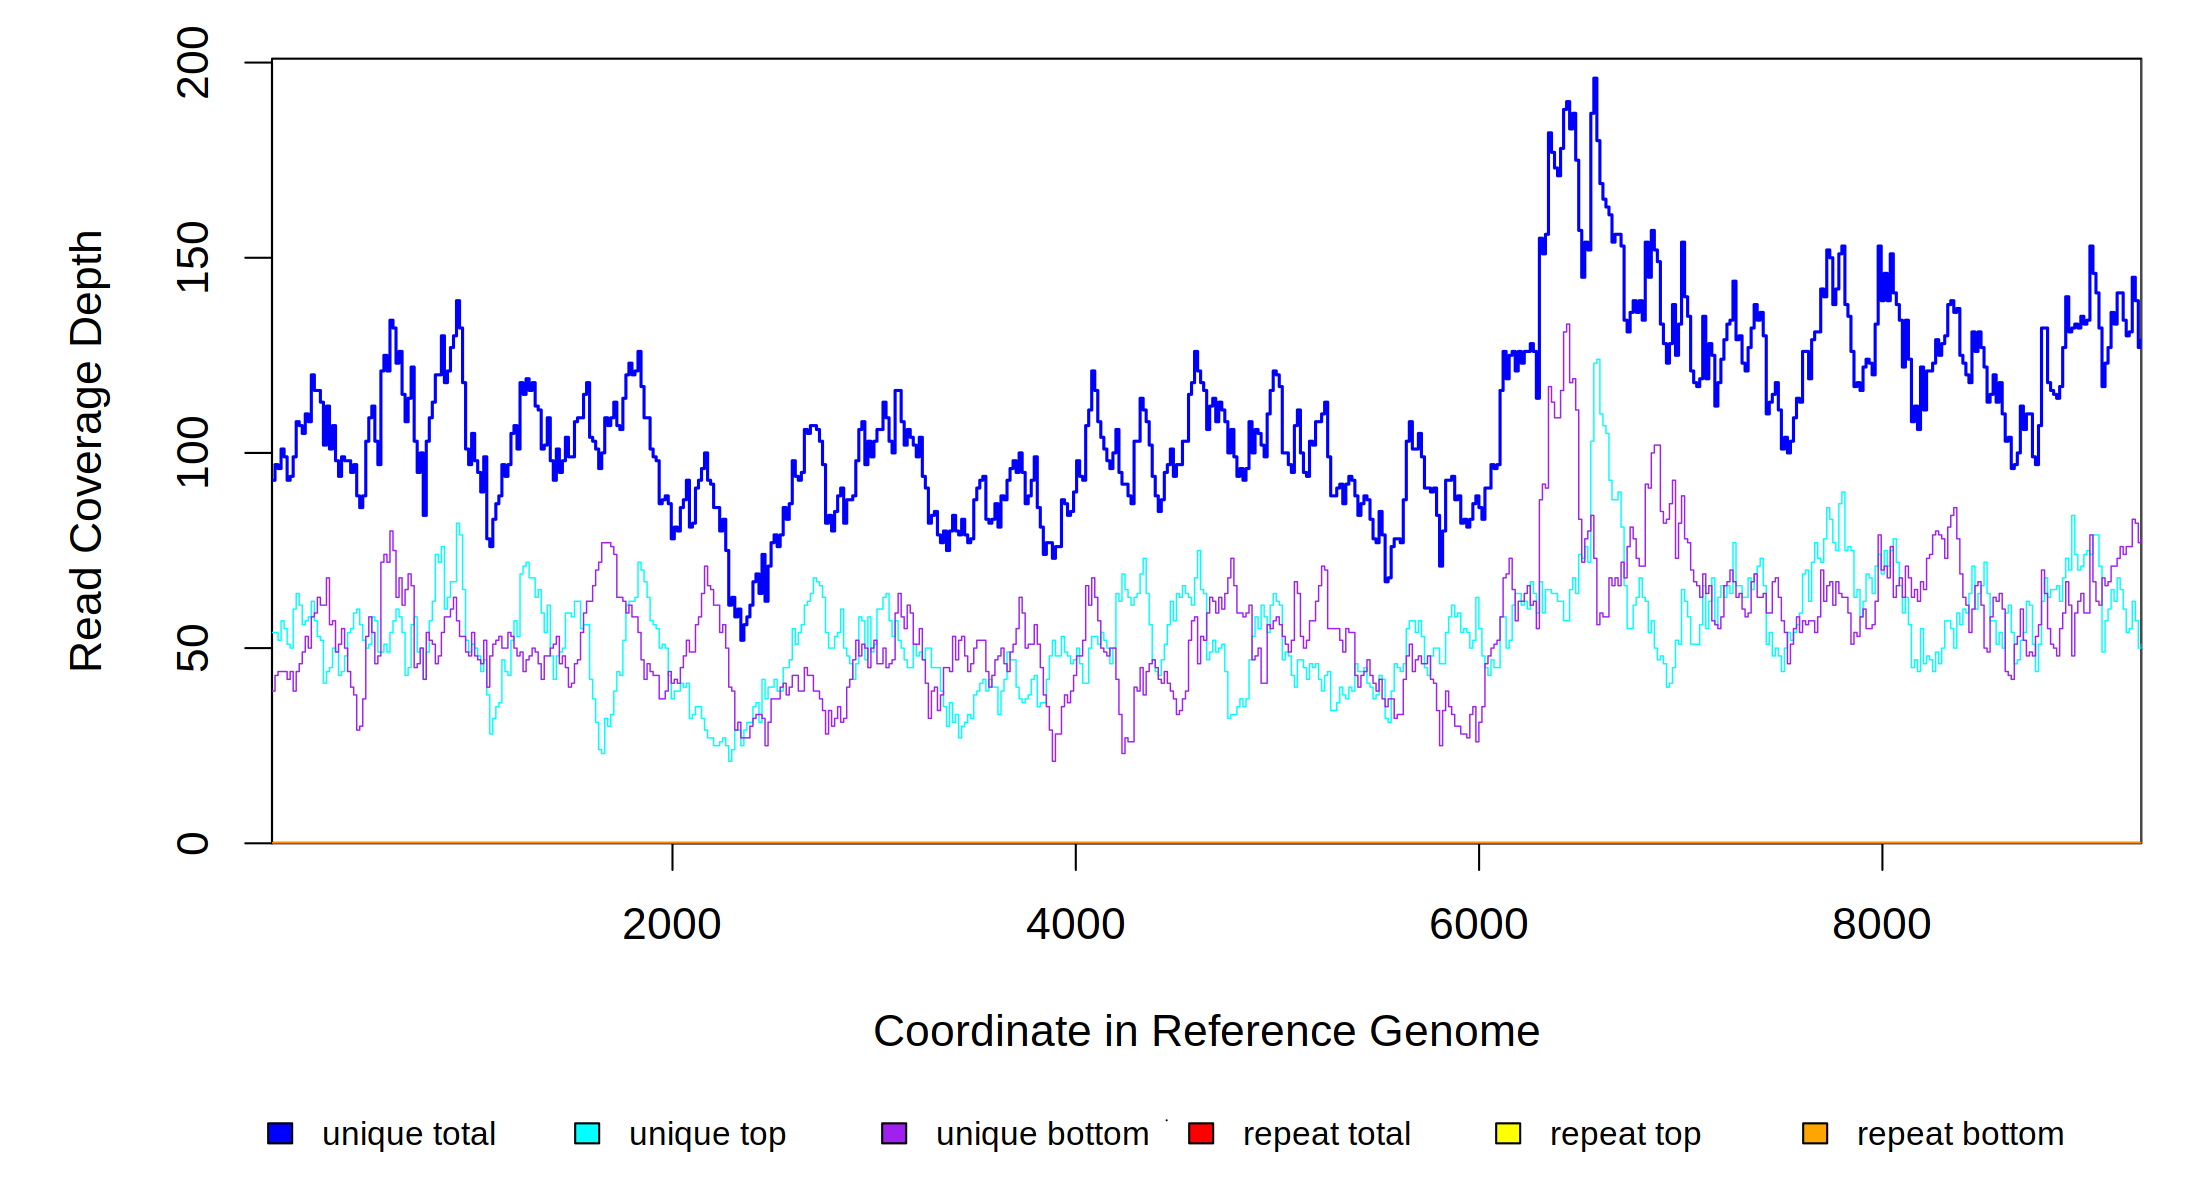 200
150
100
50
0
Read Coverage Depth
2000 4000 6000 8000
Coordinate in Reference Genome
unique total unique top unique bottom repeat total repeat top repeat bottom